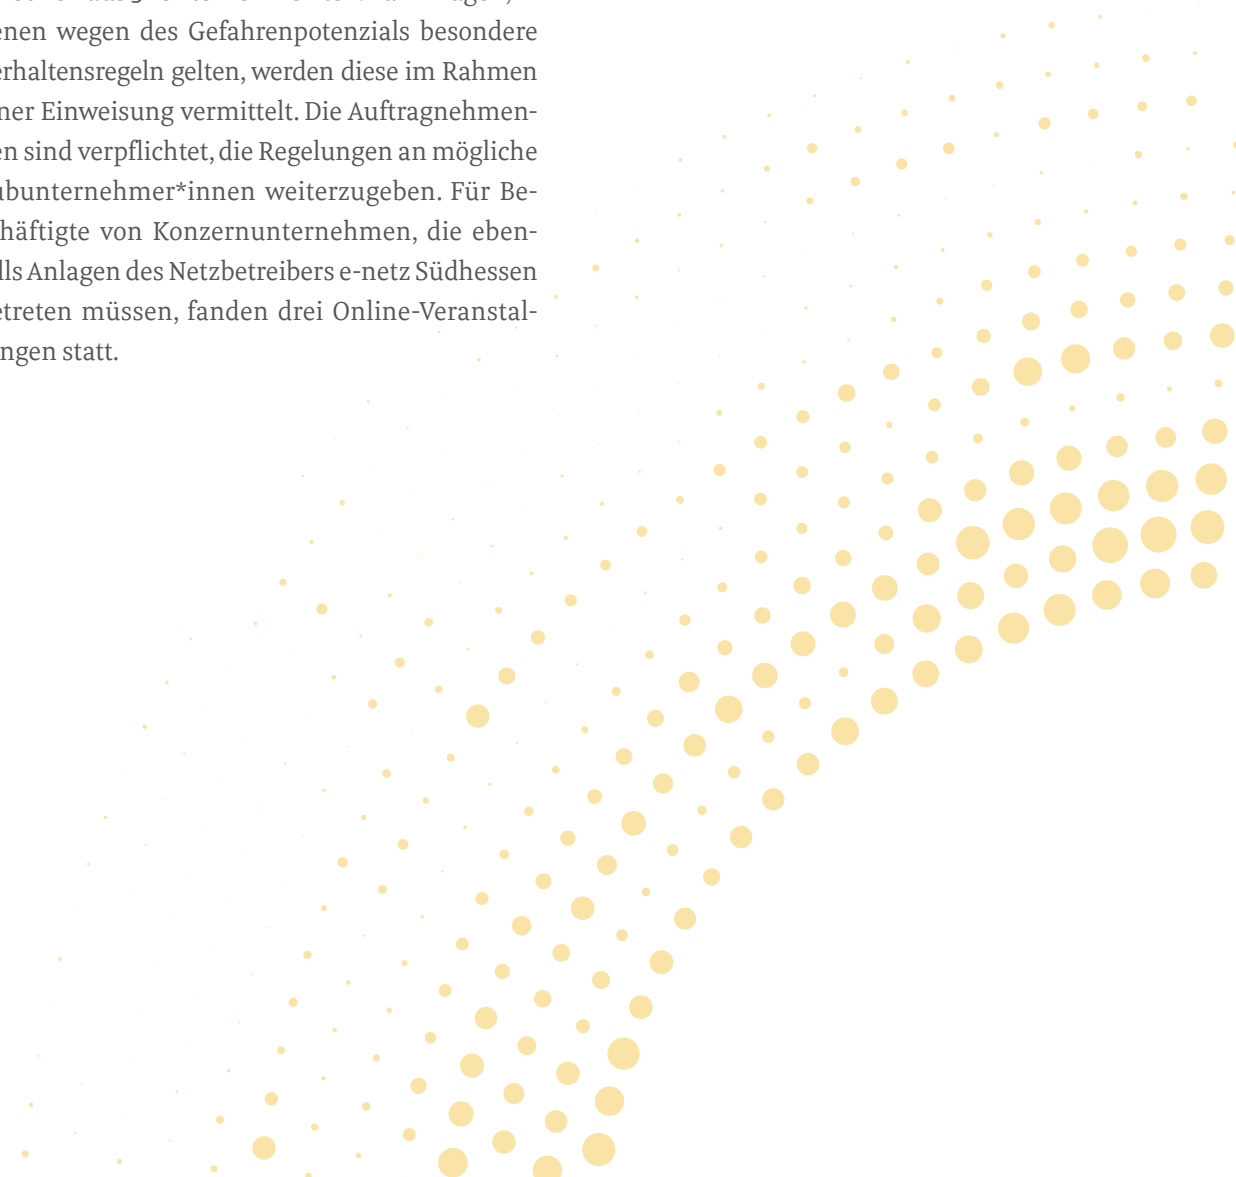 enen wegen des Gefahrenpotenzials besondere
erhaltensregeln gelten, werden diese im Rahmen
ner Einweisung vermittelt. Die Auftragnehmen-
en sind verpflichtet, die Regelungen an mögliche
ubunternehmer*innen weiterzugeben. Für Be-
häftigte von Konzernunternehmen, die eben-
lls Anlagen des Netzbetreibers e-netz Südhessen
etreten müssen, fanden drei Online-Veranstal-
ngen statt.